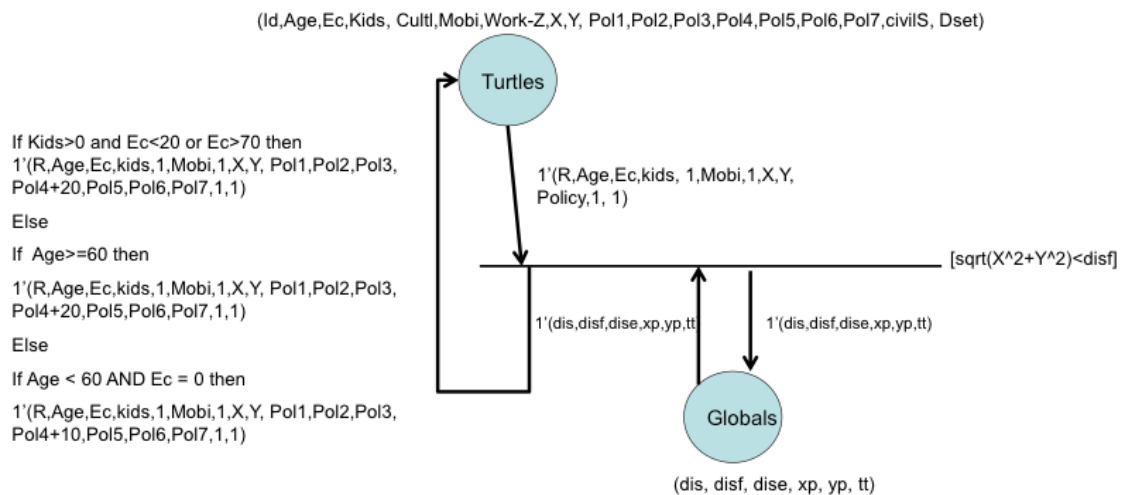 (Id,Age,Ec,Kids, Cultl,Mobi,Work-Z,X,Y, Pol1,Pol2,Pol3,Pol4,Pol5,Pol6,Pol7,civilS, Dset)
Turtles
If Kids>0 and Ec<20 or Ec>70 then
1'(R,Age,Ec,kids,1,Mobi,1,X,Y, Pol1,Pol2,Pol3,
Pol4+20,Pol5,Pol6,Pol7,1,1)
Else
If Age>=60 then
1'(R,Age,Ec,kids,1,Mobi,1,X,Y, Pol1,Pol2,Pol3,
Pol4+20,Pol5,Pol6,Pol7,1,1)
Else
If Age < 60 AND Ec = 0 then
1'(R,Age,Ec,kids,1,Mobi,1,X,Y, Pol1,Pol2,Pol3,
Pol4+10,Pol5,Pol6,Pol7,1,1)
1'(R,Age,Ec,kids, 1,Mobi,1,X,Y,
Policy,1, 1)
[sqrt(X^2+Y^2)<disf]
1'(dis,disf,dise,xp,yp,tt
1'(dis,disf,dise,xp,yp,tt)
Globals
(dis, disf, dise, xp, yp, tt)